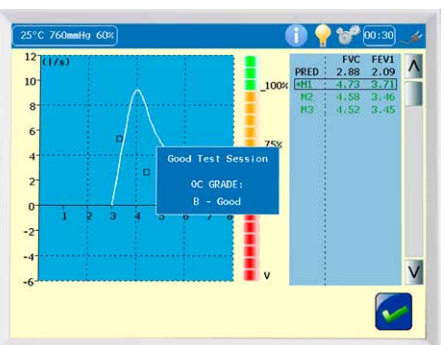 25°C 760mmHg 60%
00:30
12 (l/s)
10
8
6
4
2
0
-2
-4
-6
1 2 3 4 5 6 7 8
_100%
75%
V
FVC FEV1
PRED 2.88 2.09
*M1 4.73 3.71
M2 4.58 3.46
M3 4.52 3.45
Good Test Session
QC GRADE:
B - Good